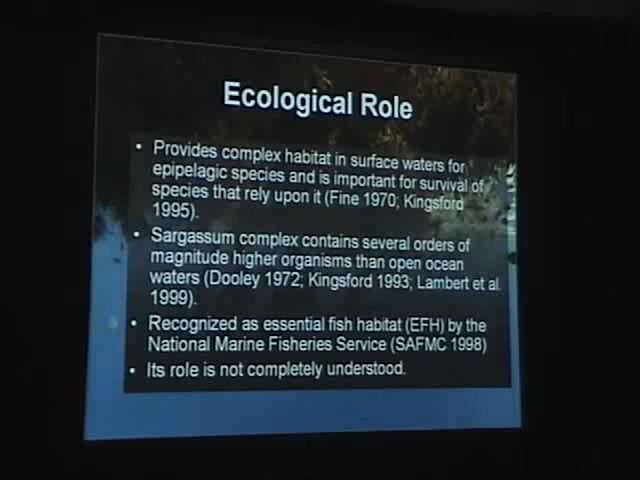 Ecological Role
• Provides complex habitat in surface waters for
epipelagic species and is important for survival of
species that rely upon it (Fine 1970; Kingsford
1995).
• Sargassum complex contains several orders of
magnitude higher organisms than open ocean
waters (Dooley 1972; Kingsford 1993; Lambert et al.
1999).
• Recognized as essential fish habitat (EFH) by the
National Marine Fisheries Service (SAFMC 1998)
• Its role is not completely understood.